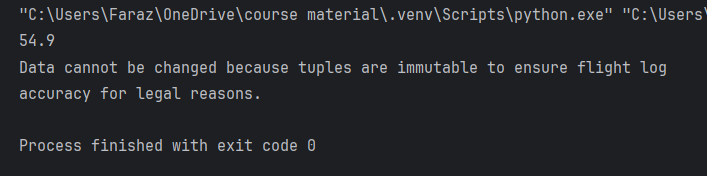 "C:\Users\Faraz\OneDrive\course material\.venv\Scripts\python.exe" "C:\Users\
54.9
Data cannot be changed because tuples are immutable to ensure flight log
accuracy for legal reasons.
Process finished with exit code 0